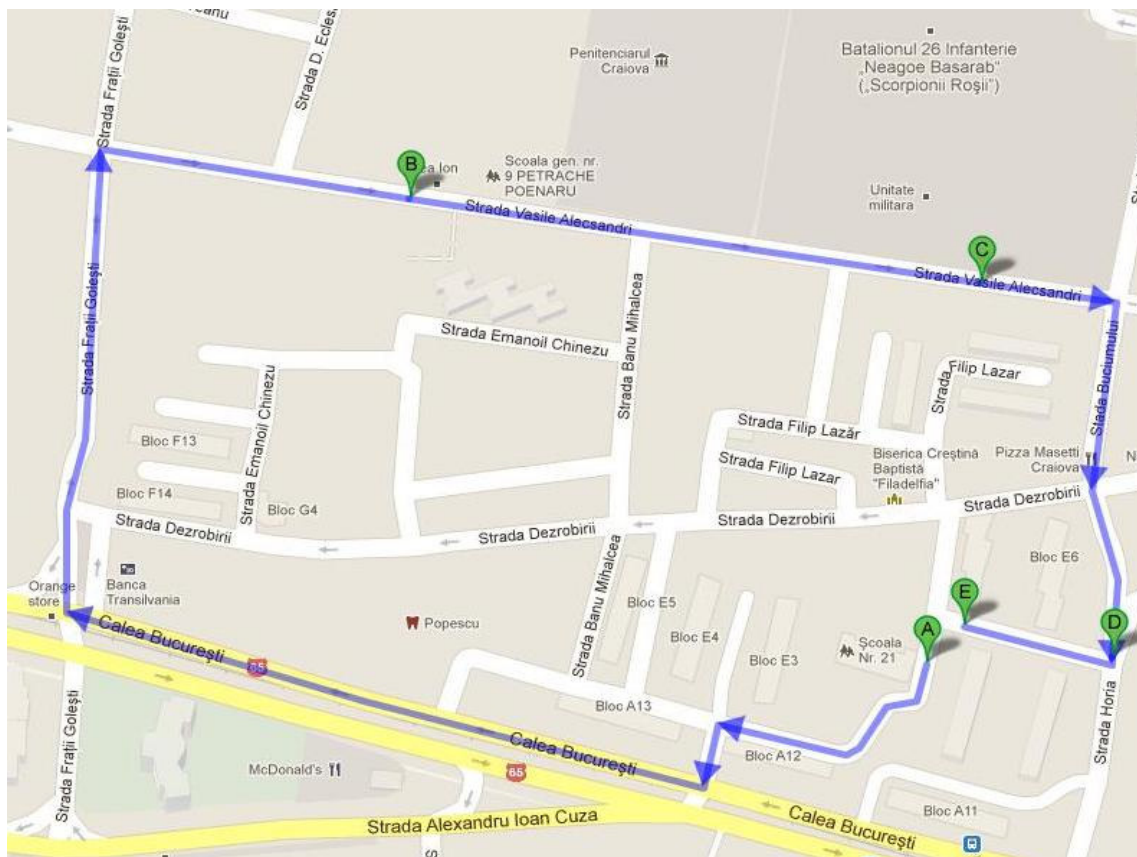 eanu
Strada Frații Golești
Strada D. Ecles
Penitenciarul
Craiova
Batalionul 26 Infanterie
„Neagoe Basarab"
(„Scorpionii Roșii")
B
ea Ion
Scoala gen. nr.
9 PETRACHE
POENARU
Unitate
militara
Strada Vasile Alecsandri
C
Strada Vasile Alecsandri
Strada Frații Golești
Strada Emanoil Chinezu
Strada Banu Mihalcea
Stada Buciumului
Strada
Filip Lazar
Strada Emanoil Chinezu
Strada Filip Lazăr
Bloc F13
Strada Filip Lazar
Biserica Creștină
Baptistă
"Filadelfia"
Pizza Masetti
Craiova
N
Bloc F14
Bloc G4
Strada Dezrobirii
Strada Dezrobirii
Strada Dezrobirii
Strada Dezrobirii
Strada Banu Mihalcea
Bloc E6
Orange
store
Banca
Transilvania
Bloc E5
E
Popescu
Bloc E4
A
D
Școala
Nr. 21
Bloc E3
Calea București
85
Bloc A13
Strada Horia
Calea București
Bloc A12
Strada Frații Golești
McDonald's
65
Bloc A11
Calea București
Strada Alexandru Ioan Cuza